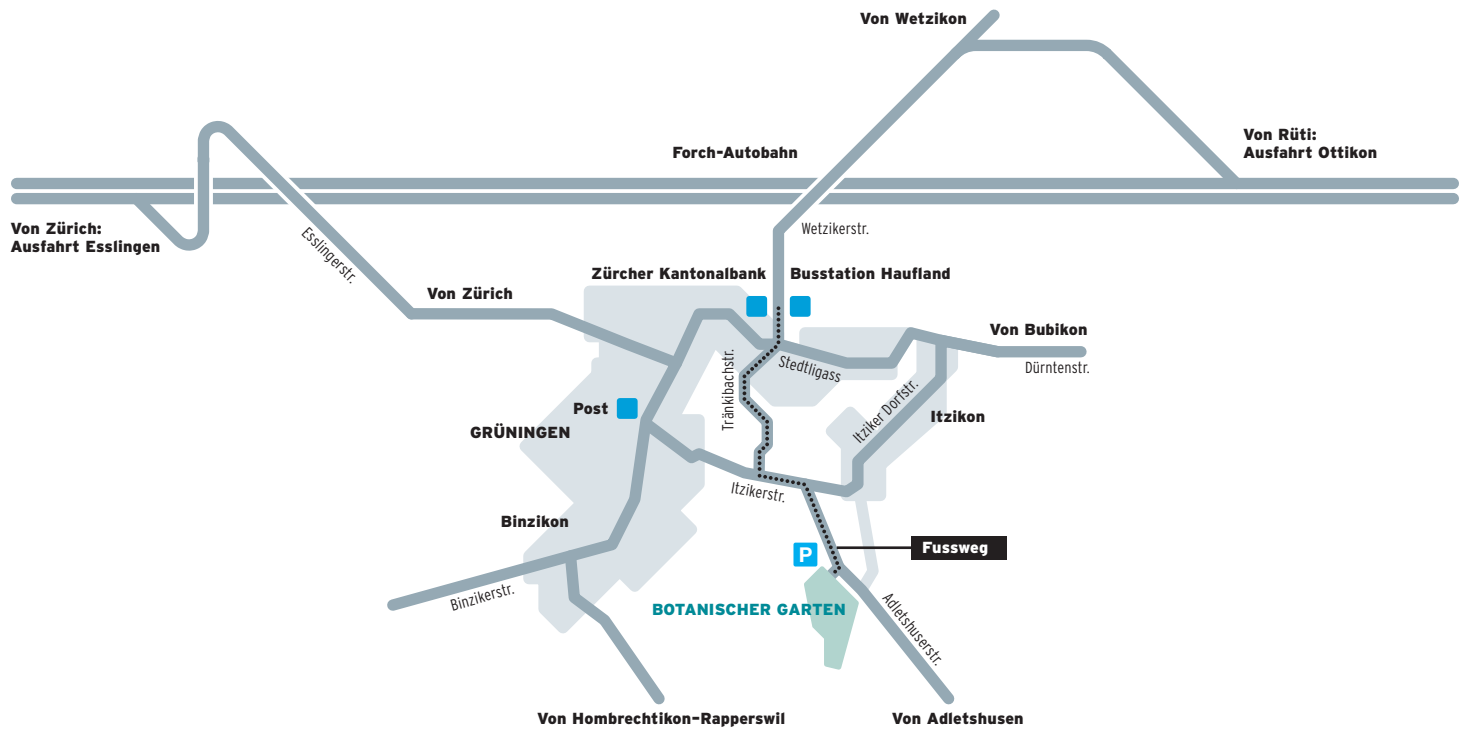 Von Wetzikon
Von Rüti:
Ausfahrt Ottikon
Forch-Autobahn
Von Zürich:
Ausfahrt Esslingen
Esslingerstr.
Wetzikerstr.
Zürcher Kantonalbank
Busstation Haufland
Von Zürich
Von Bubikon
Dürntenstr.
Stedtligass
Tränkibachstr.
Itziker Dorfstr.
Itzikon
Post
GRÜNINGEN
Itzikerstr.
Binzikon
P
Fussweg
Binzikerstr.
BOTANISCHER GARTEN
Adletshuserstr.
Von Hombrechtikon–Rapperswil
Von Adletshusen